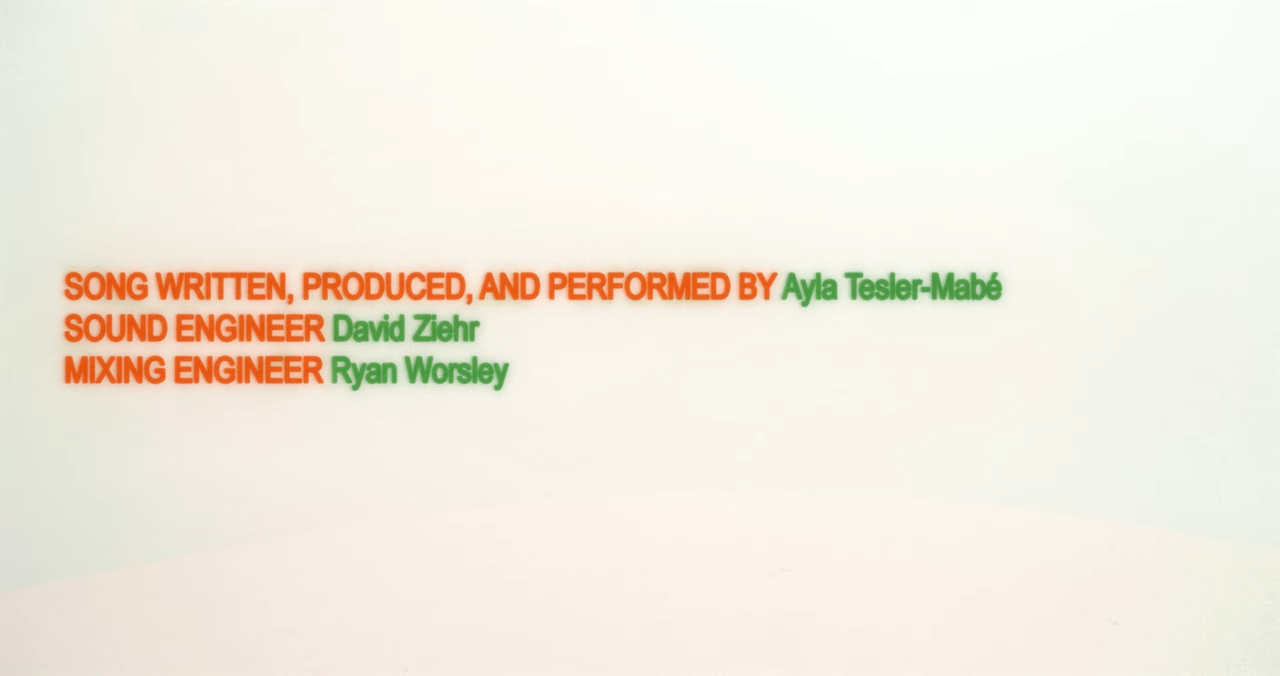 SONG WRITTEN, PRODUCED, AND PERFORMED BY Ayla Tesler-Mabé
SOUND ENGINEER David Ziehr
MIXING ENGINEER Ryan Worsley